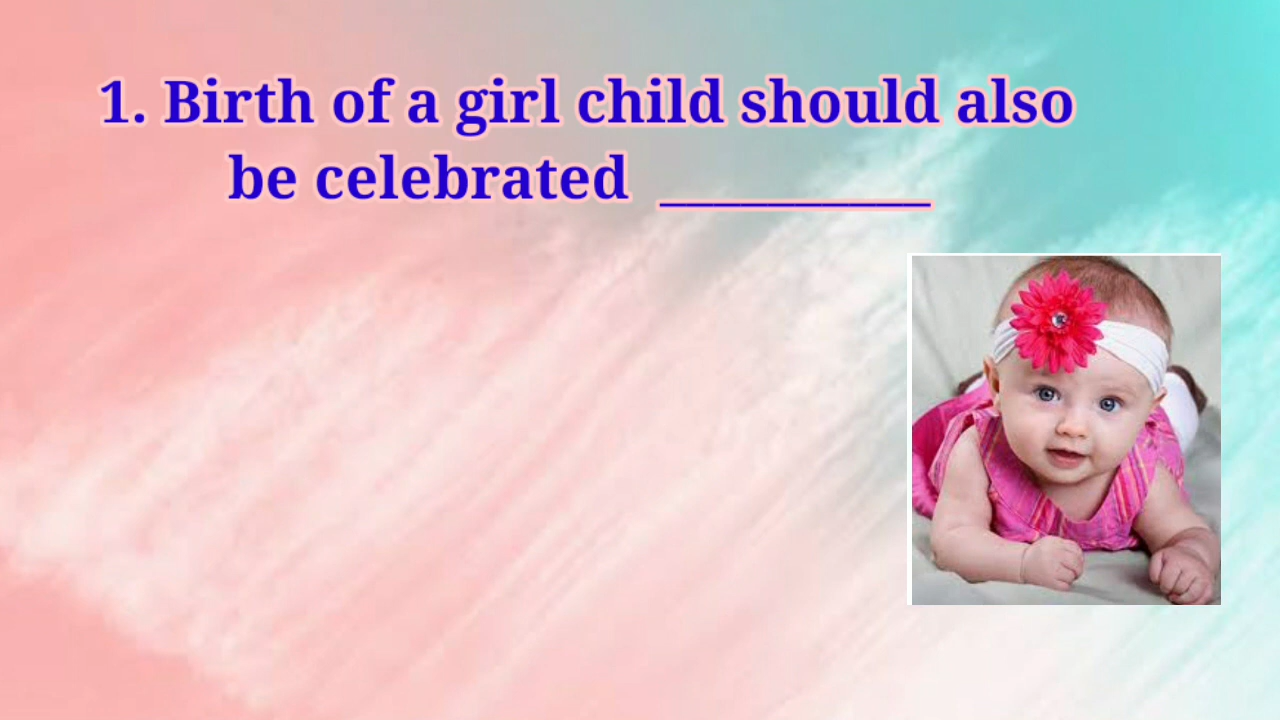 1. Birth of a girl child should also
be celebrated __________